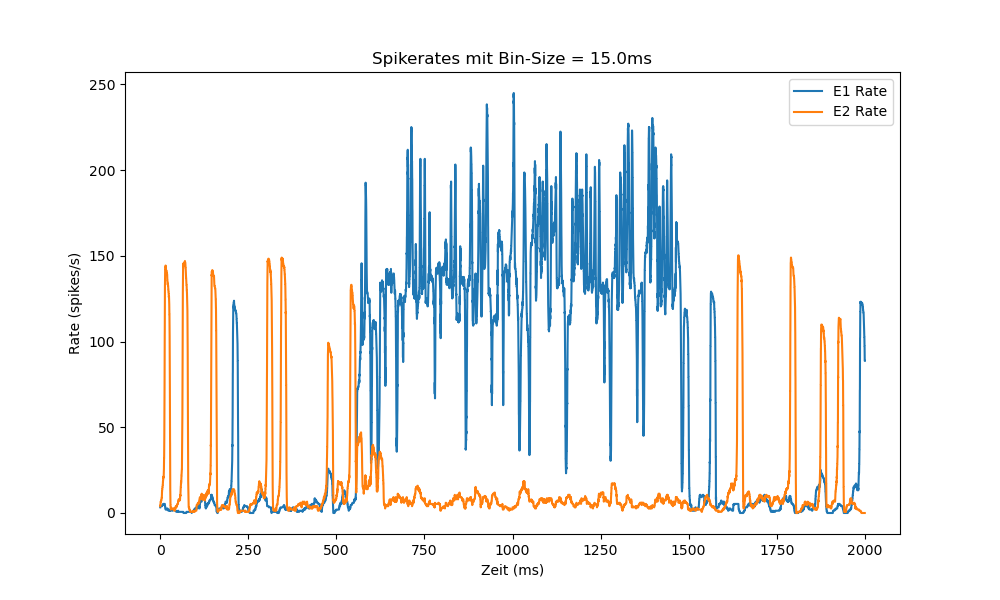 Spikerates mit Bin-Size = 15.0ms
E1 Rate
E2 Rate
250
200
150
100
50
0
Rate (spikes/s)
0 250 500 750 1000 1250 1500 1750 2000
Zeit (ms)